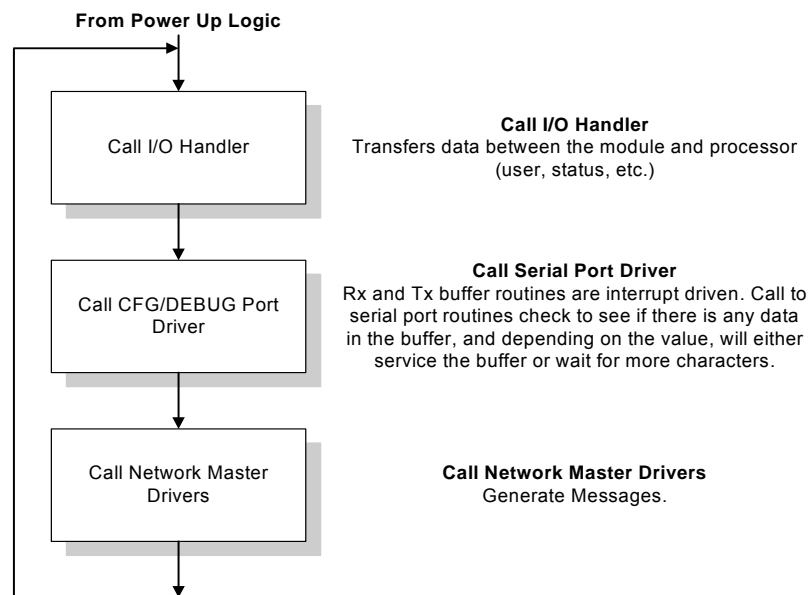 From Power Up Logic
Call I/O Handler
Call I/O Handler
Transfers data between the module and processor
(user, status, etc.)
Call CFG/DEBUG Port
Driver
Call Serial Port Driver
Rx and Tx buffer routines are interrupt driven. Call to
serial port routines check to see if there is any data
in the buffer, and depending on the value, will either
service the buffer or wait for more characters.
Call Network Master
Drivers
Call Network Master Drivers
Generate Messages.